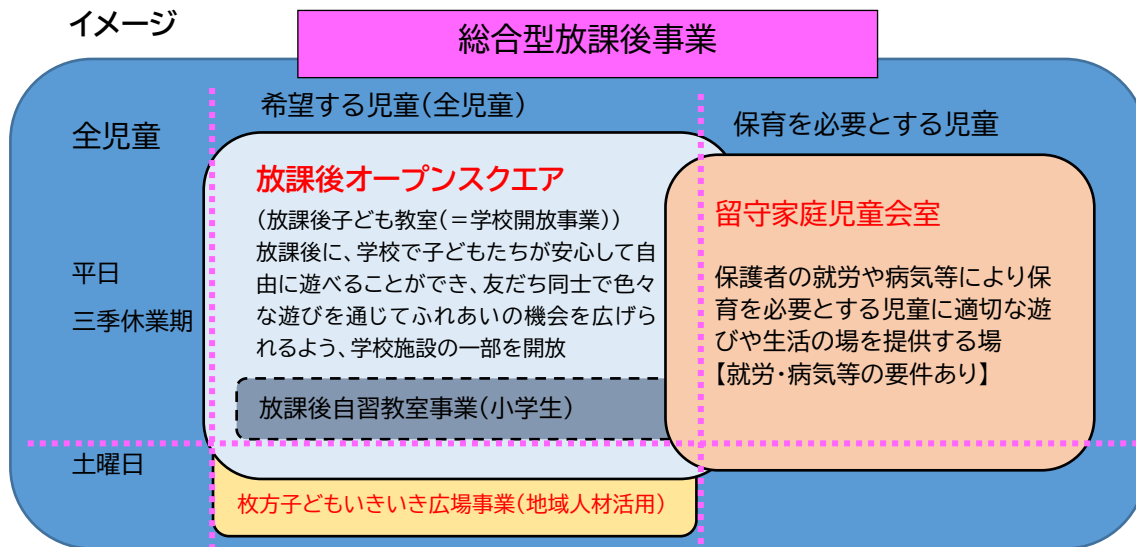 イメージ
総合型放課後事業
希望する児童(全児童)
保育を必要とする児童
全児童
放課後オープンスクエア
(放課後子ども教室(＝学校開放事業))
放課後に、学校で子どもたちが安心して自
由に遊べることができ、友だち同士で色々
な遊びを通じてふれあいの機会を広げら
れるよう、学校施設の一部を開放
留守家庭児童会室
保護者の就労や病気等により保
育を必要とする児童に適切な遊
びや生活の場を提供する場
【就労・病気等の要件あり】
平日
三季休業期
放課後自習教室事業(小学生)
土曜日
枚方子どもいきいき広場事業(地域人材活用)